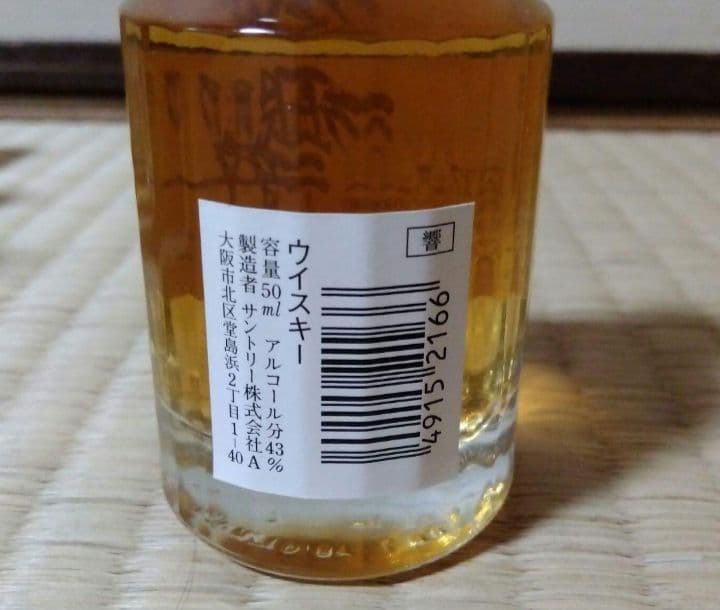 響
ウイスキー
容量50ml アルコール分43%
製造者 サントリー株式会社A
大阪市北区堂島浜2丁目1-40
4915 2166